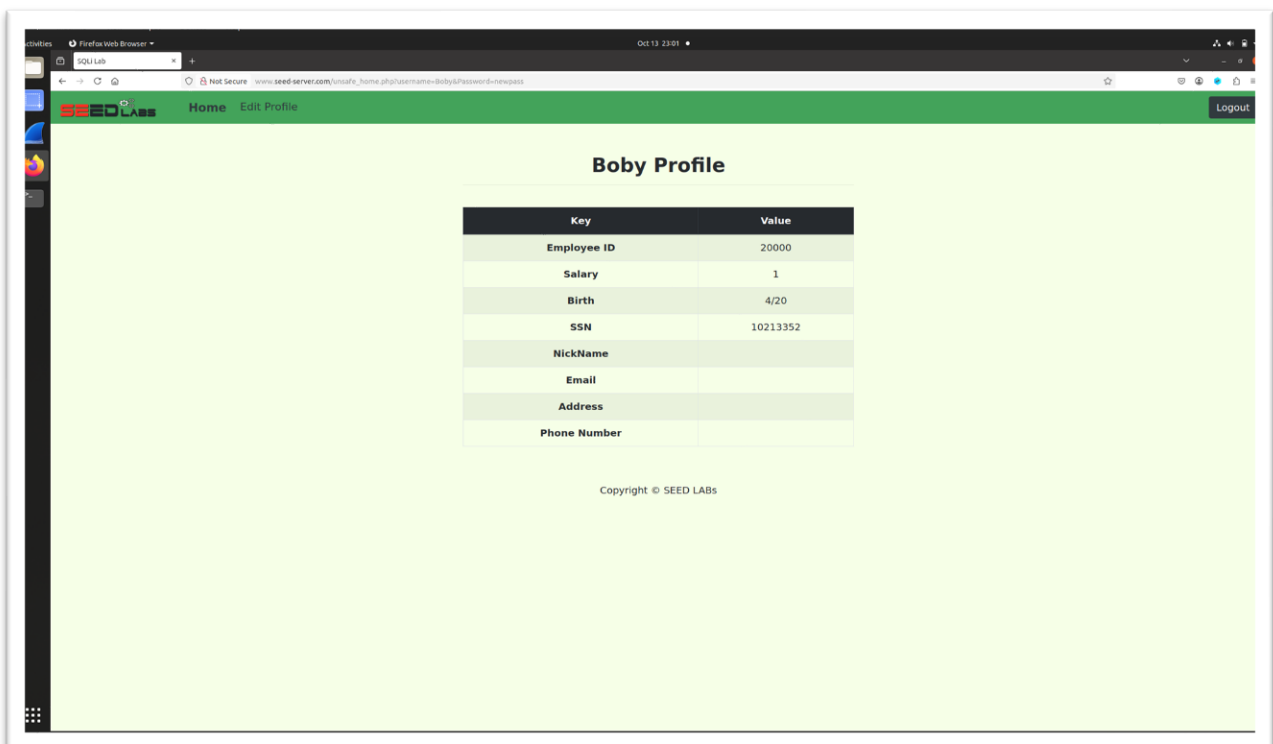 Activities Firefox Web Browser Oct 13 23:01
SQLi Lab
Not Secure www.seed-server.com/unsafe_home.php?username=Boby&Password=newpass
SEED LABS Home Edit Profile Logout
Boby Profile
Key Value
Employee ID 20000
Salary 1
Birth 4/20
SSN 10213352
NickName
Email
Address
Phone Number
Copyright © SEED LABs